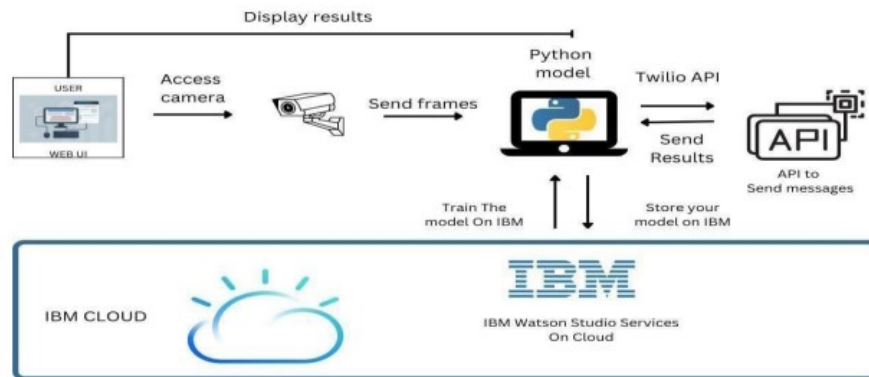 Display results
USER
WEB UI
Access
camera
Send frames
Python
model
Twilio API
Send
Results
API
API to
Send messages
Train The
model On IBM
Store your
model on IBM
IBM CLOUD
IBM
IBM Watson Studio Services
On Cloud